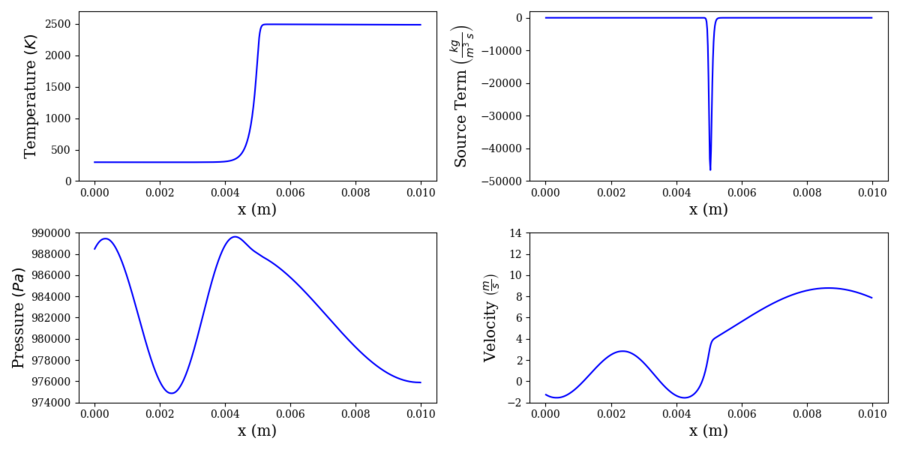 Temperature (K)
2500
2000
1500
1000
500
0
0.000 0.002 0.004 0.006 0.008 0.010
x (m)
Source Term (kg/m³ s)
0
−10000
−20000
−30000
−40000
−50000
0.000 0.002 0.004 0.006 0.008 0.010
x (m)
Pressure (Pa)
990000
988000
986000
984000
982000
980000
978000
976000
974000
0.000 0.002 0.004 0.006 0.008 0.010
x (m)
Velocity (m/s)
14
12
10
8
6
4
2
0
−2
0.000 0.002 0.004 0.006 0.008 0.010
x (m)